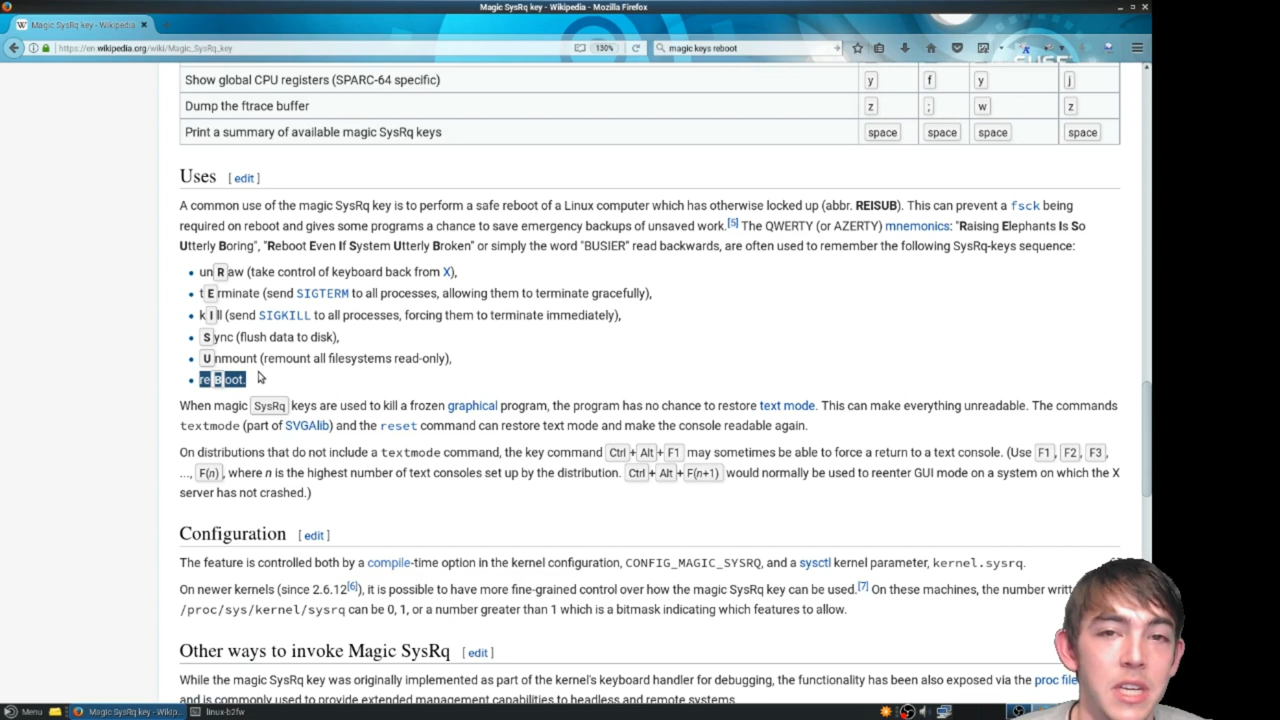 Magic SysRq key - Wikipedia - Mozilla Firefox
Magic SysRq key - Wikipedia
https://en.wikipedia.org/wiki/Magic_Sys_Rq_key
130%
magic keys reboot
Show global CPU registers (SPARC-64 specific) y f y j
Dump the ftrace buffer z ; w z
Print a summary of available magic SysRq keys space space space space
Uses [ edit ]
A common use of the magic SysRq key is to perform a safe reboot of a Linux computer which has otherwise locked up (abbr. REISUB). This can prevent a fsck being
required on reboot and gives some programs a chance to save emergency backups of unsaved work.[5] The QWERTY (or AZERTY) mnemonics: "Raising Elephants Is So
Utterly Boring", "Reboot Even If System Utterly Broken" or simply the word "BUSIER" read backwards, are often used to remember the following SysRq-keys sequence:
• unRaw (take control of keyboard back from X),
• tErminate (send SIGTERM to all processes, allowing them to terminate gracefully),
• kIll (send SIGKILL to all processes, forcing them to terminate immediately),
• Sync (flush data to disk),
• Unmount (remount all filesystems read-only),
• reBoot.
When magic SysRq keys are used to kill a frozen graphical program, the program has no chance to restore text mode. This can make everything unreadable. The commands
textmode (part of SVGAlib) and the reset command can restore text mode and make the console readable again.
On distributions that do not include a textmode command, the key command Ctrl+Alt+F1 may sometimes be able to force a return to a text console. (Use F1, F2, F3,
..., F(n), where n is the highest number of text consoles set up by the distribution. Ctrl+Alt+F(n+1) would normally be used to reenter GUI mode on a system on which the X
server has not crashed.)
Configuration [ edit ]
The feature is controlled both by a compile-time option in the kernel configuration, CONFIG_MAGIC_SYSRQ, and a sysctl kernel parameter, kernel.sysrq.
On newer kernels (since 2.6.12[6]), it is possible to have more fine-grained control over how the magic SysRq key can be used.[7] On these machines, the number writt
/proc/sys/kernel/sysrq can be 0, 1, or a number greater than 1 which is a bitmask indicating which features to allow.
Other ways to invoke Magic SysRq [ edit ]
While the magic SysRq key was originally implemented as part of the kernel's keyboard handler for debugging, the functionality has been also exposed via the proc file
and is commonly used to provide extended management capabilities to headless and remote systems.
Menu Magic SysRq key - Wikip... linux-b2fw